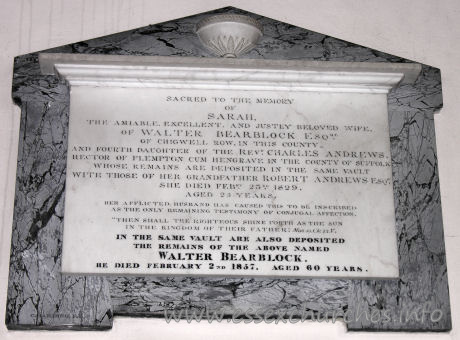 SACRED TO THE MEMORY
OF
SARAH,
THE AMIABLE, EXCELLENT, AND JUSTLY BELOVED WIFE,
OF WALTER BEARBLOCK ESQRE
OF CHIGWELL ROW, IN THIS COUNTY,
AND FOURTH DAUGHTER OF THE REVD. CHARLES ANDREWS,
RECTOR OF FLEMPTON CUM HENGRAVE, IN THE COUNTY OF SUFFOLK,
WHOSE REMAINS ARE DEPOSITED IN THE SAME VAULT
WITH THOSE OF HER GRANDFATHER ROBERT ANDREWS ESQRE
SHE DIED FEBY. 25TH 1829.
AGED 25 YEARS,
HER AFFLICTED HUSBAND HAS CAUSED THIS TO BE INSCRIBED
AS THE ONLY REMAINING TESTIMONY OF CONJUGAL AFFECTION.
"THEN SHALL THE RIGHTEOUS SHINE FORTH AS THE SUN
IN THE KINGDOM OF THEIR FATHER:
IN THE SAME VAULT ARE ALSO DEPOSITED
THE REMAINS OF THE ABOVE NAMED
WALTER BEARBLOCK.
HE DIED FEBRUARY 2ND 1857. AGED 60 YEARS.
www.essexchurches.info